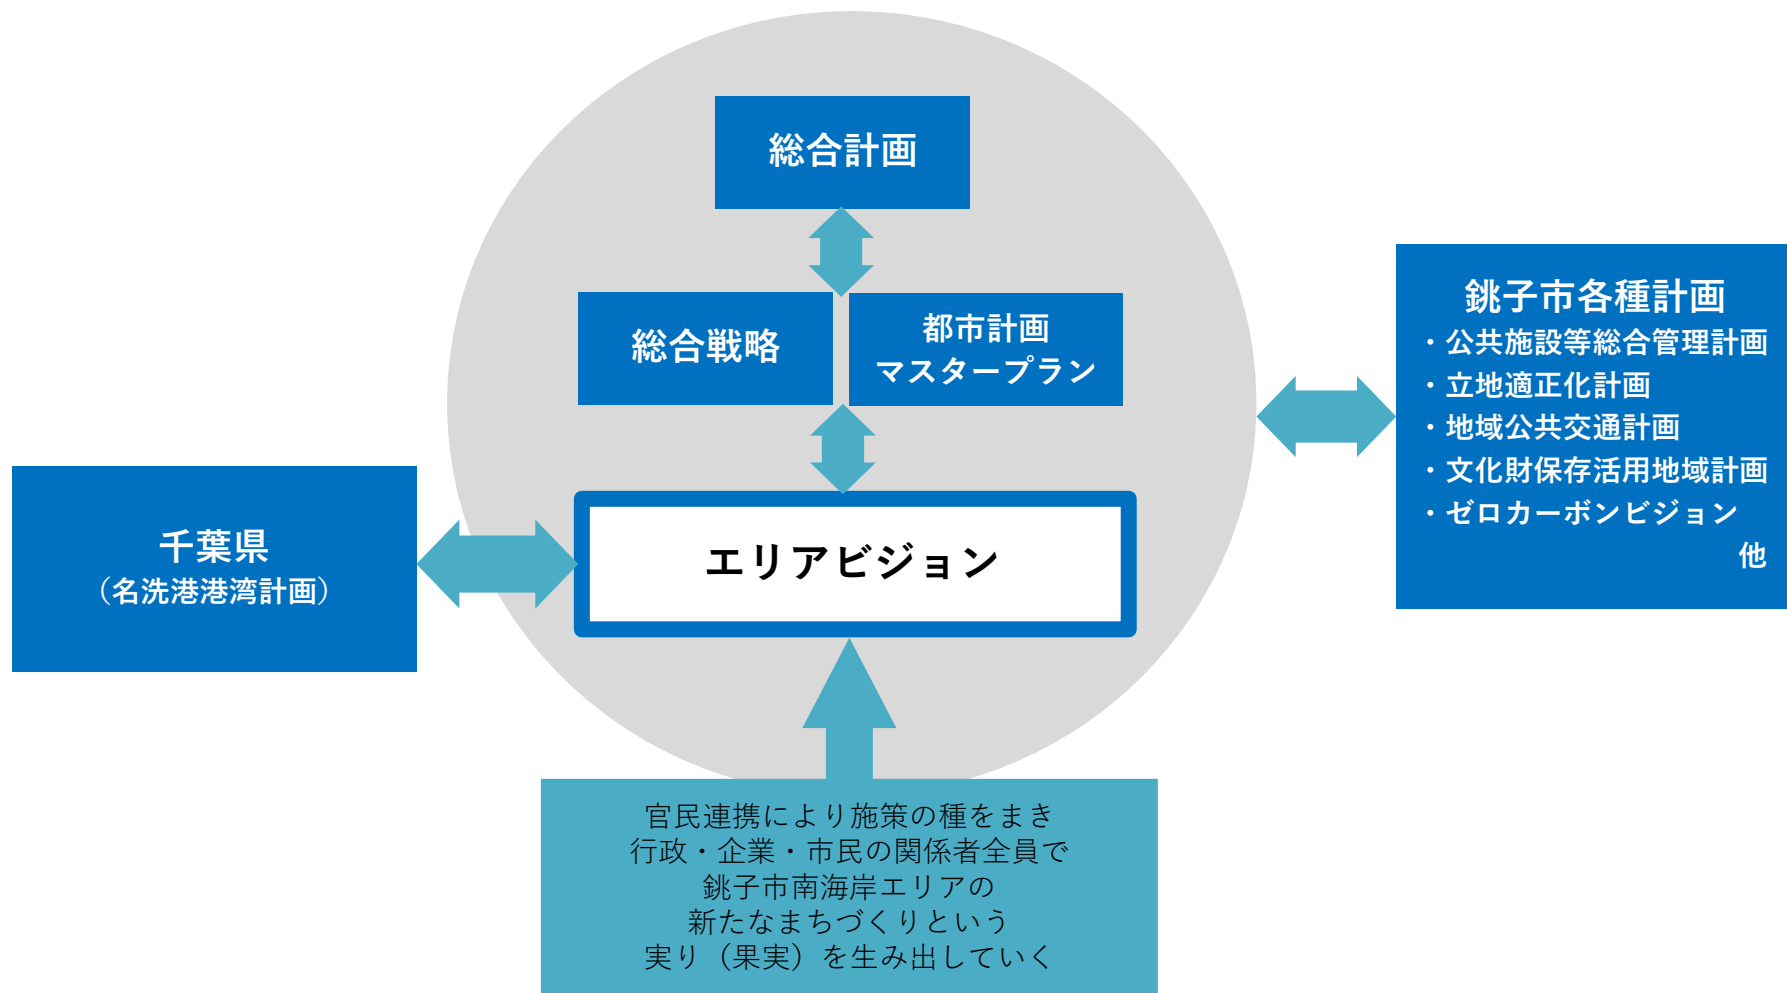 総合計画
総合戦略
都市計画
マスタープラン
エリアビジョン
千葉県
（名洗港港湾計画）
銚子市各種計画
・公共施設等総合管理計画
・立地適正化計画
・地域公共交通計画
・文化財保存活用地域計画
・ゼロカーボンビジョン
他
官民連携により施策の種をまき
行政・企業・市民の関係者全員で
銚子市南海岸エリアの
新たなまちづくりという
実り（果実）を生み出していく